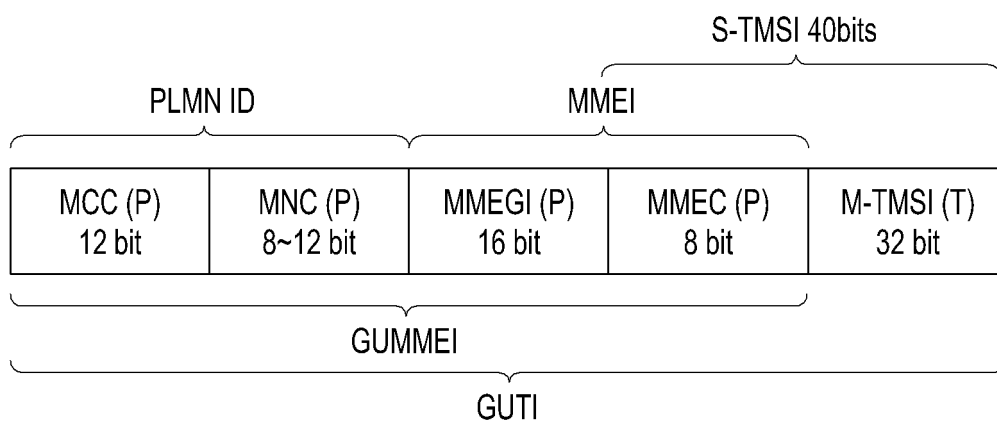 S-TMSI 40bits
PLMN ID
MMEI
MCC (P)
12 bit
MNC (P)
8~12 bit
MMEGI (P)
16 bit
MMEC (P)
8 bit
M-TMSI (T)
32 bit
GUMMEI
GUTI